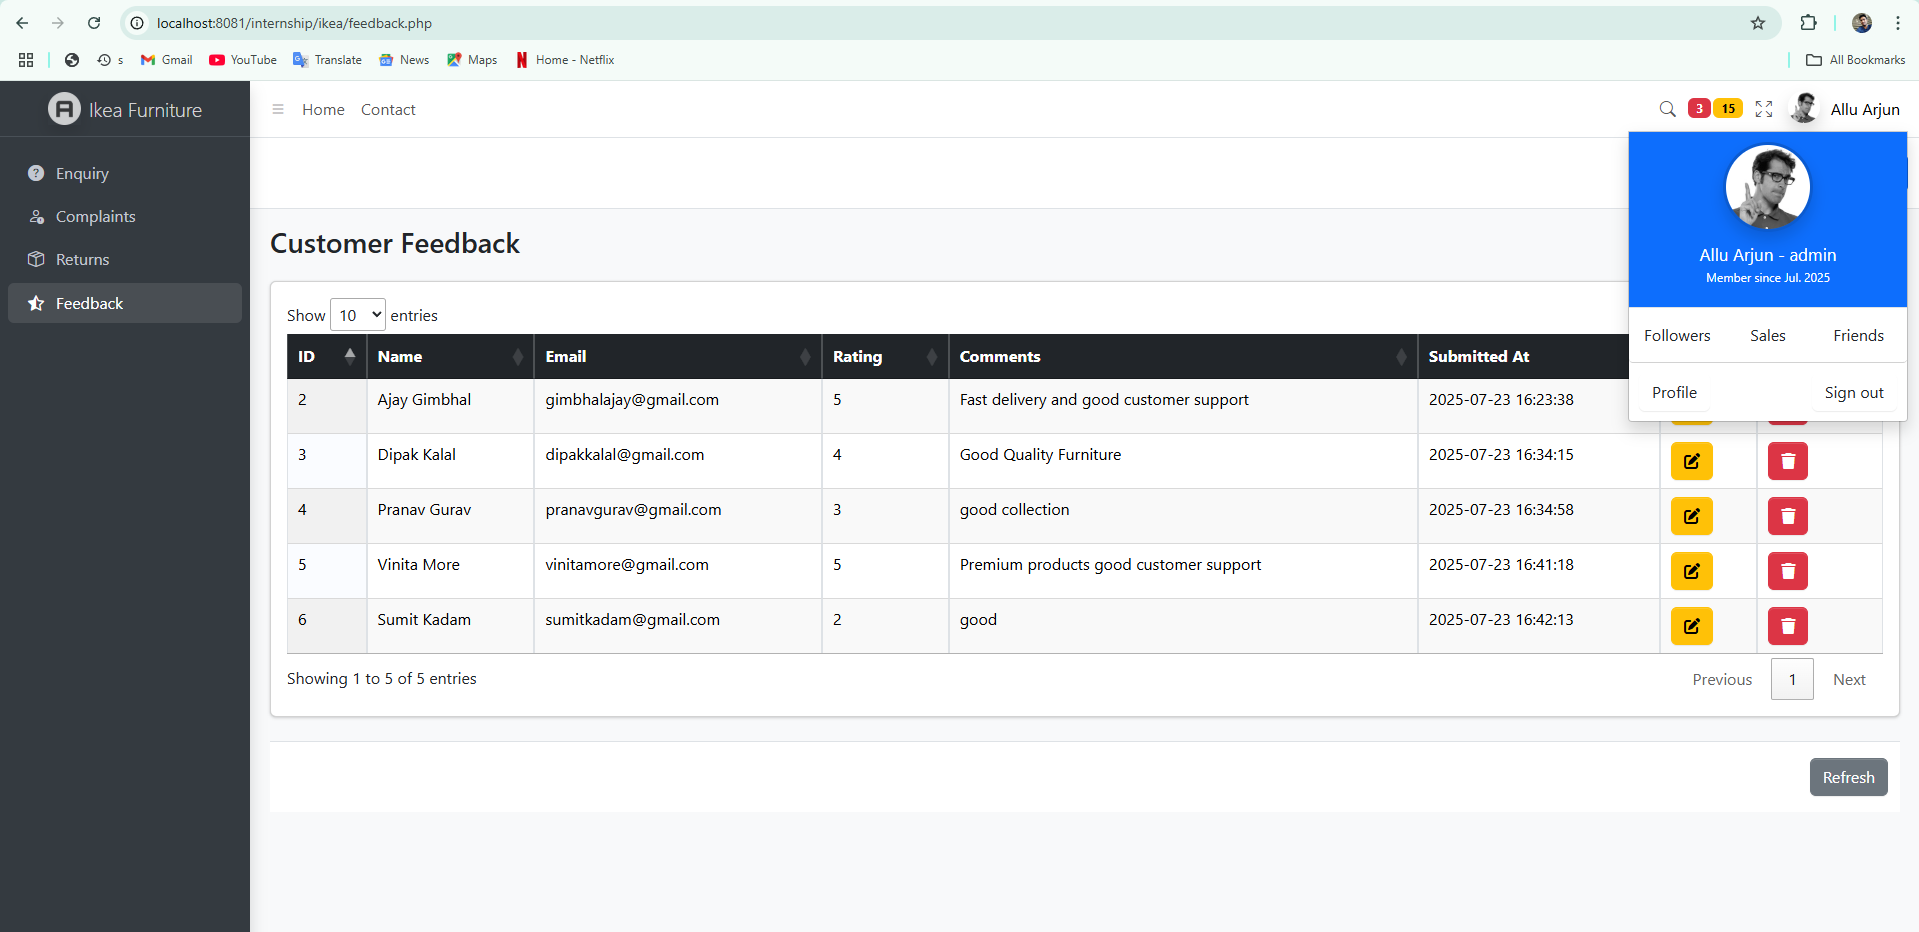 localhost:8081/internship/ikea/feedback.php
s Gmail YouTube Translate News Maps Home - Netflix All Bookmarks
Ikea Furniture Home Contact 3 15 Allu Arjun
Enquiry
Complaints
Returns
Feedback
Allu Arjun - admin
Member since Jul. 2025
Followers Sales Friends
Profile Sign out
Customer Feedback
Show 10 entries
ID Name Email Rating Comments Submitted At
2 Ajay Gimbhal gimbhalajay@gmail.com 5 Fast delivery and good customer support 2025-07-23 16:23:38
3 Dipak Kalal dipakkalal@gmail.com 4 Good Quality Furniture 2025-07-23 16:34:15
4 Pranav Gurav pranavgurav@gmail.com 3 good collection 2025-07-23 16:34:58
5 Vinita More vinitamore@gmail.com 5 Premium products good customer support 2025-07-23 16:41:18
6 Sumit Kadam sumitkadam@gmail.com 2 good 2025-07-23 16:42:13
Showing 1 to 5 of 5 entries Previous 1 Next
Refresh